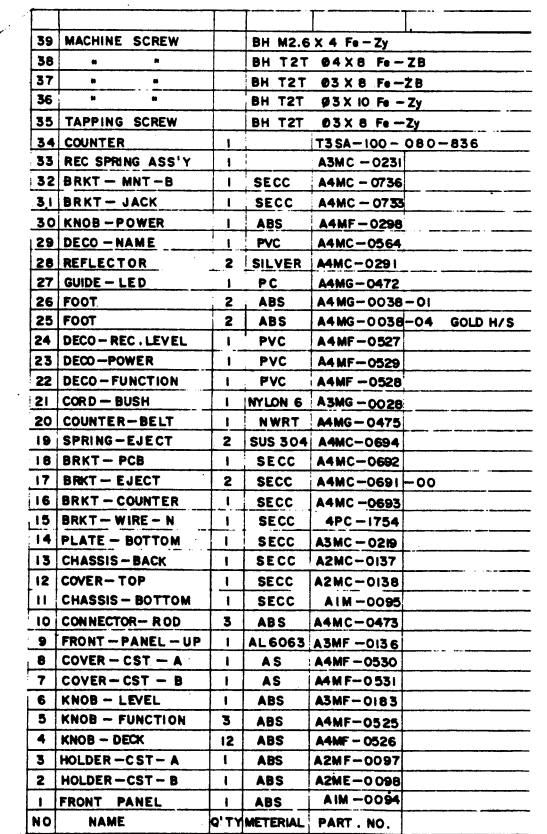 39 MACHINE SCREW BH M2.6 X 4 Fe-Zy
38 " " BH T2T Ø4 X 8 Fe-ZB
37 " " BH T2T Ø3 X 8 Fe-ZB
36 " " BH T2T Ø3 X 10 Fe-Zy
35 TAPPING SCREW BH T2T Ø3 X 8 Fe-Zy
34 COUNTER 1 T3SA-100-080-836
33 REC SPRING ASS'Y 1 A3MC-0231
32 BRKT-MNT-B 1 SECC A4MC-0736
31 BRKT-JACK 1 SECC A4MC-0733
30 KNOB-POWER 1 ABS A4MF-0298
29 DECO-NAME 1 PVC A4MC-0564
28 REFLECTOR 2 SILVER A4MC-0291
27 GUIDE-LED 1 PC A4MG-0472
26 FOOT 2 ABS A4MG-0038-01
25 FOOT 2 ABS A4MG-0038-04 GOLD H/S
24 DECO-REC.LEVEL 1 PVC A4MF-0527
23 DECO-POWER 1 PVC A4MF-0529
22 DECO-FUNCTION 1 PVC A4MF-0528
21 CORD-BUSH 1 NYLON 6 A3MG-0028
20 COUNTER-BELT 1 NWRT A4MG-0475
19 SPRING-EJECT 2 SUS 304 A4MC-0694
18 BRKT-PCB 1 SECC A4MC-0692
17 BRKT-EJECT 2 SECC A4MC-0691-00
16 BRKT-COUNTER 1 SECC A4MC-0693
15 BRKT-WIRE-N 1 SECC 4PC-1754
14 PLATE-BOTTOM 1 SECC A3MC-0219
13 CHASSIS-BACK 1 SECC A2MC-0137
12 COVER-TOP 1 SECC A2MC-0138
11 CHASSIS-BOTTOM 1 SECC A1M-0095
10 CONNECTOR-ROD 3 ABS A4MC-0473
9 FRONT-PANEL-UP 1 AL6063 A3MF-0136
8 COVER-CST-A 1 AS A4MF-0530
7 COVER-CST-B 1 AS A4MF-0531
6 KNOB-LEVEL 1 ABS A3MF-0183
5 KNOB-FUNCTION 3 ABS A4MF-0525
4 KNOB-DECK 12 ABS A4MF-0526
3 HOLDER-CST-A 1 ABS A2MF-0097
2 HOLDER-CST-B 1 ABS A2ME-0098
1 FRONT PANEL 1 ABS A1M-0094
NO NAME Q'TY METERIAL PART. NO.